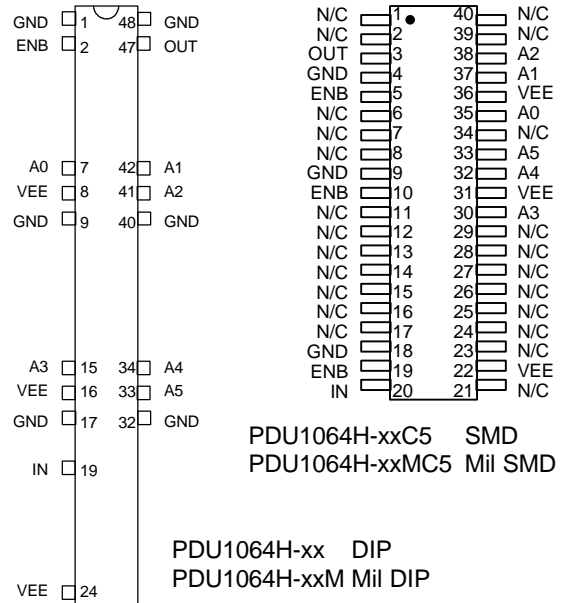 GND 1 48 GND
ENB 2 47 OUT
A0 7 42 A1
VEE 8 41 A2
GND 9 40 GND
A3 15 34 A4
VEE 16 33 A5
GND 17 32 GND
IN 19
VEE 24
N/C 1 40 N/C
N/C 2 39 N/C
OUT 3 38 A2
GND 4 37 A1
ENB 5 36 VEE
N/C 6 35 A0
N/C 7 34 N/C
N/C 8 33 A5
GND 9 32 A4
ENB 10 31 VEE
N/C 11 30 A3
N/C 12 29 N/C
N/C 13 28 N/C
N/C 14 27 N/C
N/C 15 26 N/C
N/C 16 25 N/C
N/C 17 24 N/C
GND 18 23 N/C
ENB 19 22 VEE
IN 20 21 N/C
PDU1064H-xxC5 SMD
PDU1064H-xxMC5 Mil SMD
PDU1064H-xx DIP
PDU1064H-xxM Mil DIP